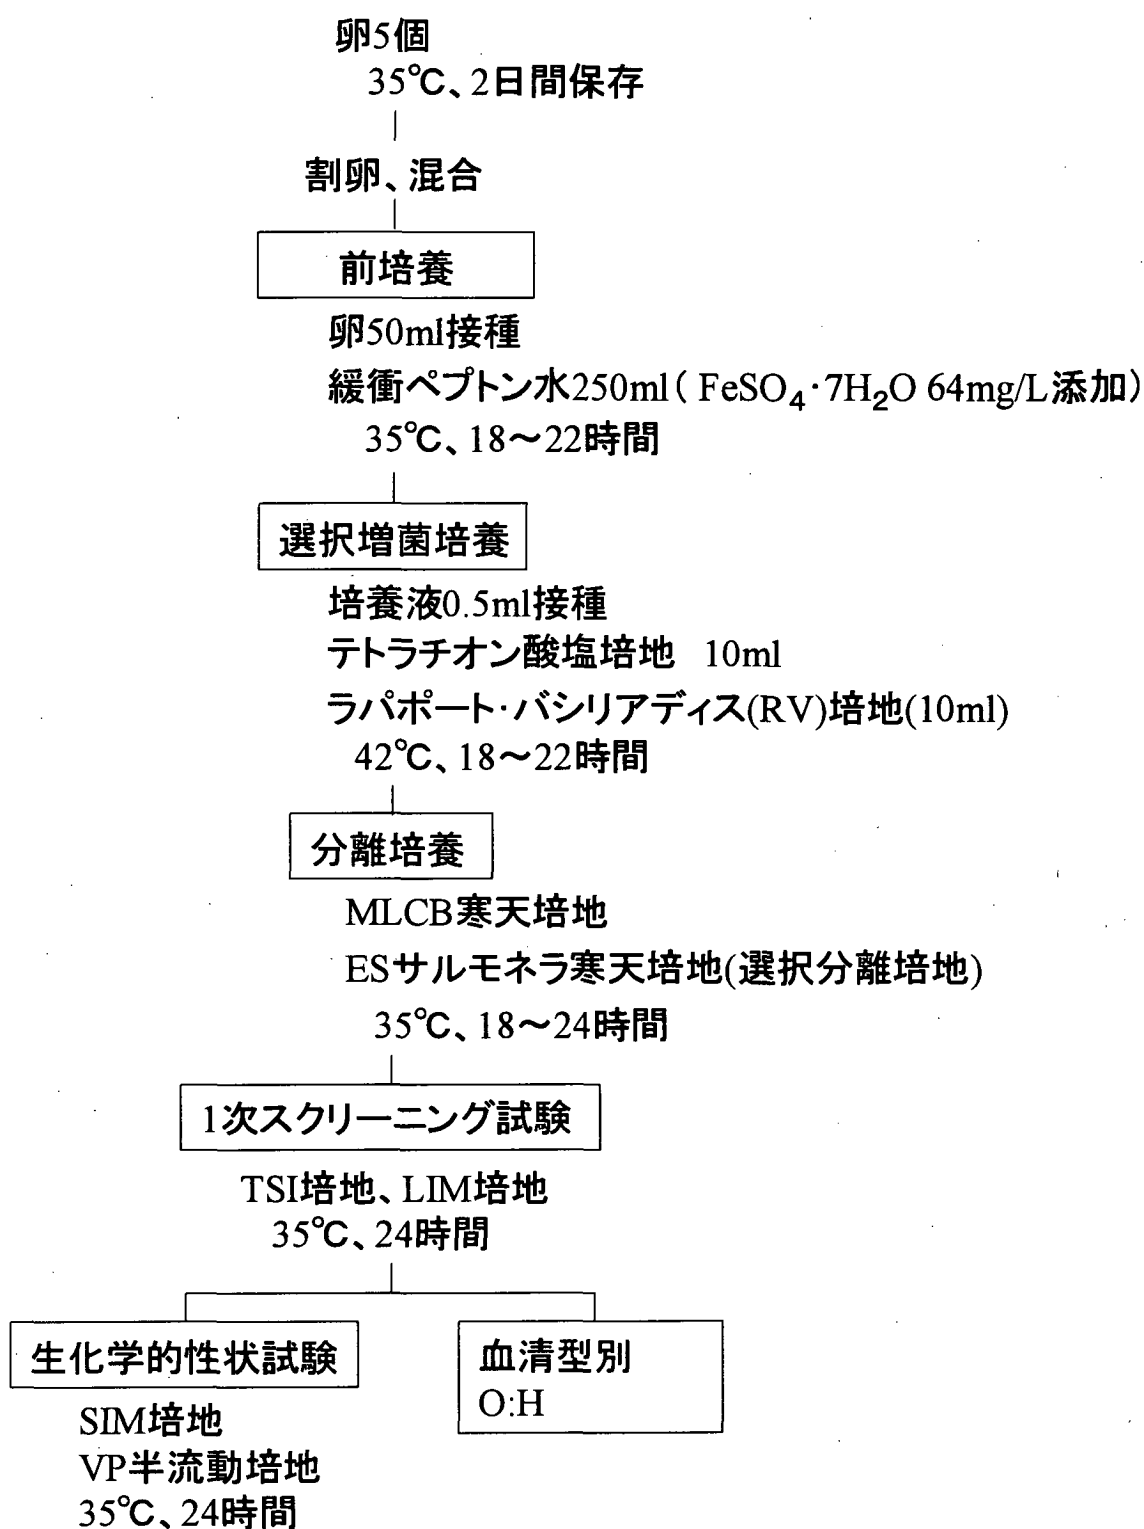 卵5個
35℃、2日間保存
割卵、混合
前培養
卵50ml接種
緩衝ペプトン水250ml( FeSO₄·7H₂O 64mg/L添加)
35℃、18〜22時間
選択増菌培養
培養液0.5ml接種
テトラチオン酸塩培地 10ml
ラパポート·バシリアディス(RV)培地(10ml)
42℃、18〜22時間
分離培養
MLCB寒天培地
ESサルモネラ寒天培地(選択分離培地)
35℃、18〜24時間
1次スクリーニング試験
TSI培地、LIM培地
35℃、24時間
生化学的性状試験
SIM培地
VP半流動培地
35℃、24時間
血清型別
O:H